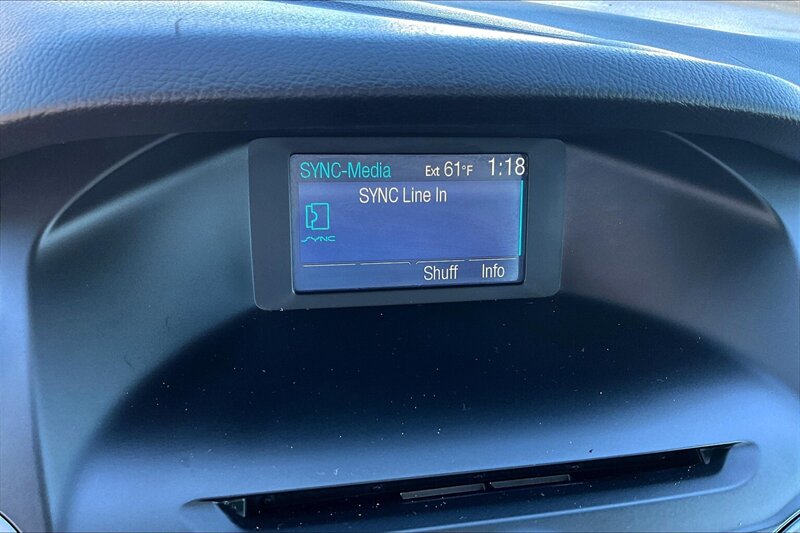 SYNC-Media Ext 61°F 1:18
SYNC Line In
SYNC
Shuff Info